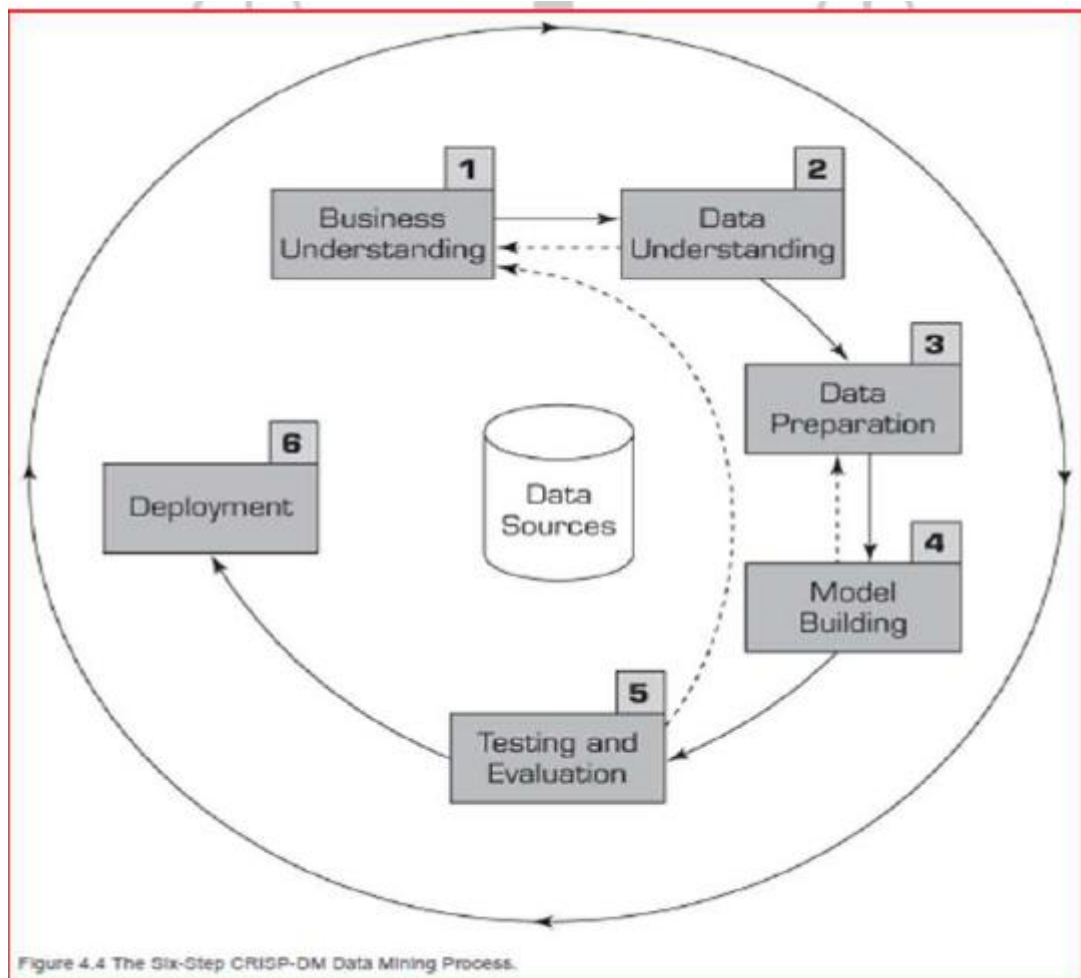 1
Business
Understanding
2
Data
Understanding
3
Data
Preparation
6
Deployment
Data
Sources
4
Model
Building
5
Testing and
Evaluation
Figure 4.4 The Six-Step CRISP-DM Data Mining Process.